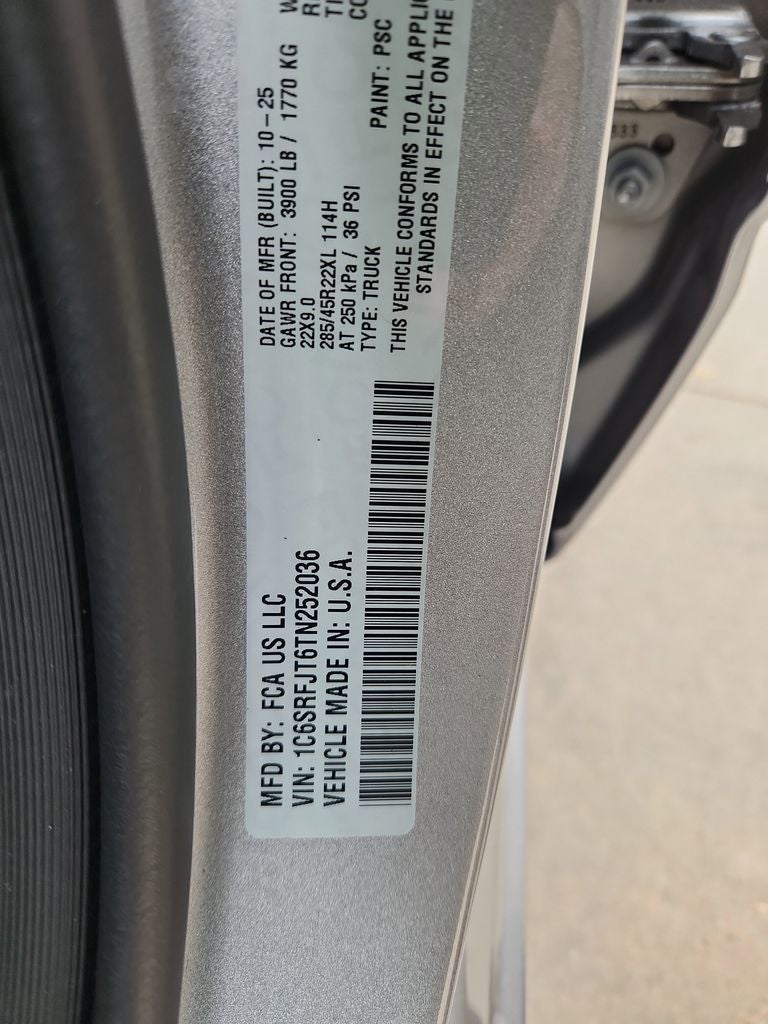 MFD BY: FCA US LLC
VIN: 1C6SRFJT6TN252036
VEHICLE MADE IN: U.S.A.
DATE OF MFR (BUILT): 10-25
GAWR FRONT: 3900 LB / 1770 KG
22X9.0
285/45R22XL 114H
AT 250 kPa / 36 PSI
TYPE: TRUCK PAINT: PSC
THIS VEHICLE CONFORMS TO ALL
STANDARDS IN EFFECT ON THE